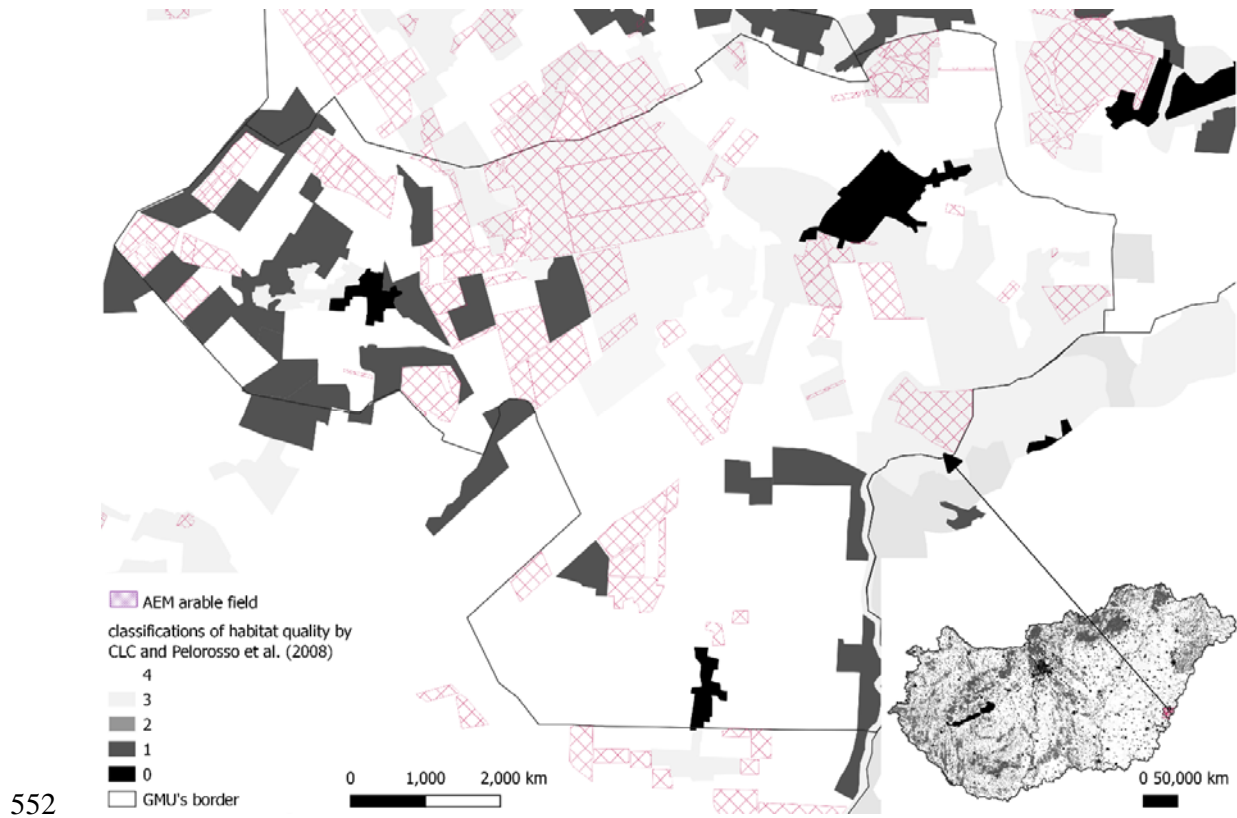 AEM arable field
classifications of habitat quality by
CLC and Pelorosso et al. (2008)
4
3
2
1
0
GMU's border
0 1,000 2,000 km
0 50,000 km
552